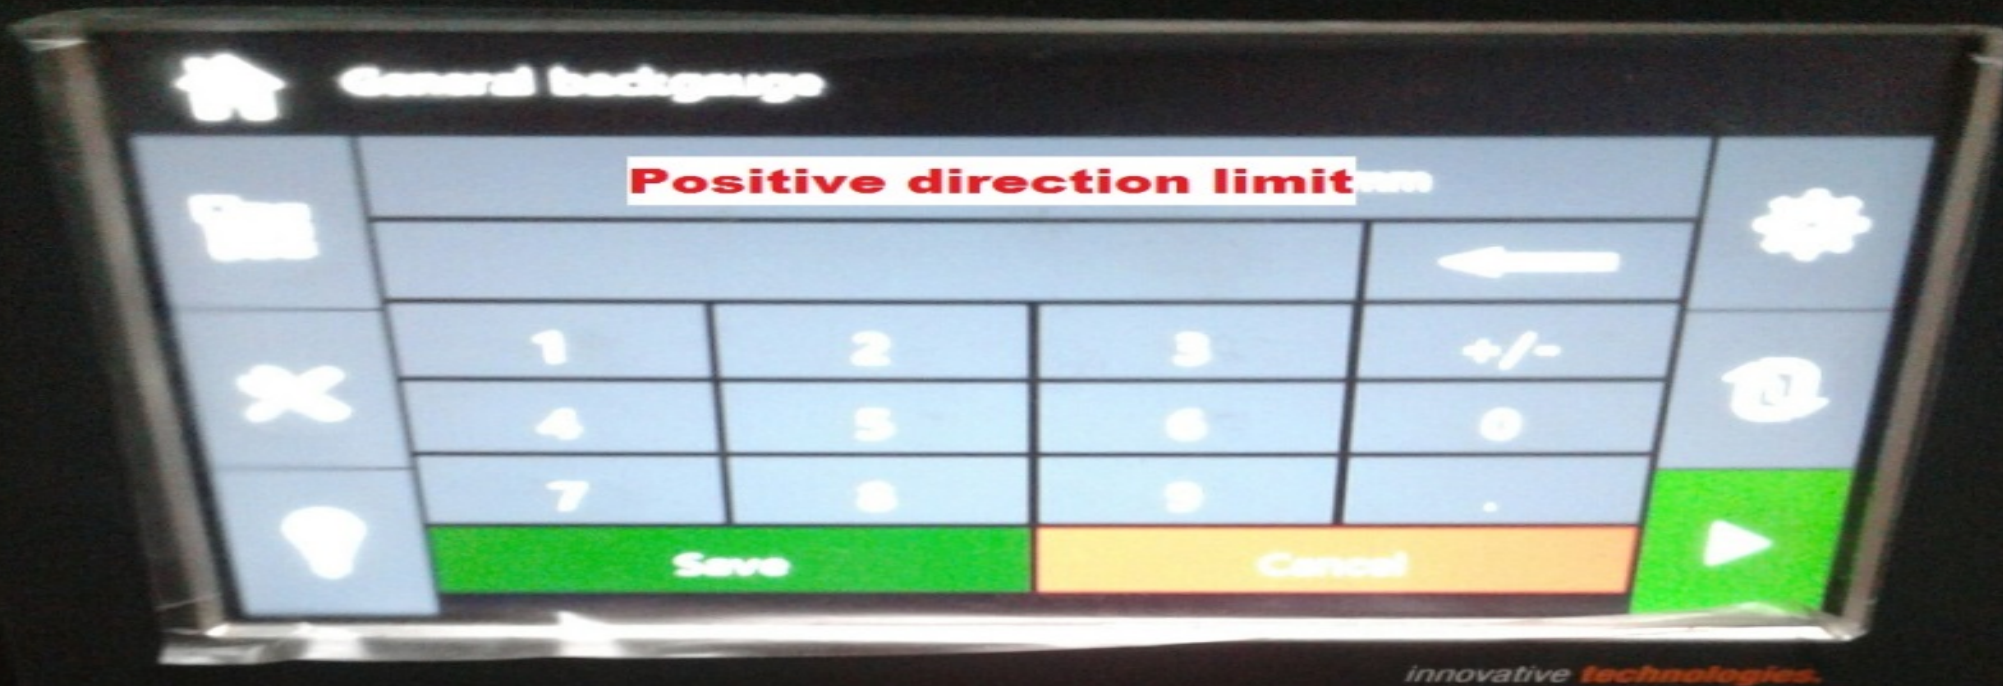 General backgauge
Positive direction limit mm
1 2 3 +/-
4 5 6 0
7 8 9 .
Save Cancel
innovative technologies.